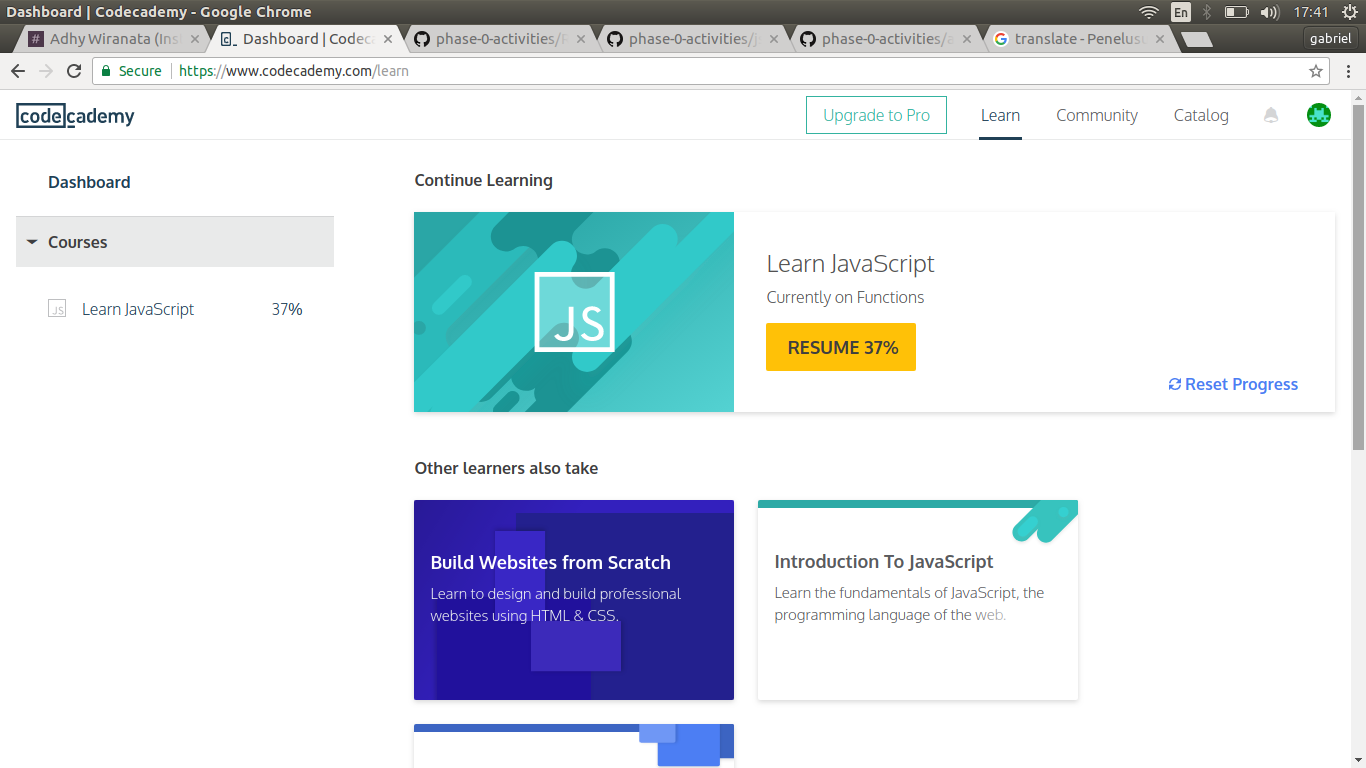 Dashboard | Codecademy - Google Chrome
En
17:41
# Adhy Wiranata (Ins
Dashboard | Codec
phase-0-activities/
phase-0-activities/
phase-0-activities/
translate - Penelus
gabriel
Secure
https://www.codecademy.com/learn
codecademy
Upgrade to Pro
Learn
Community
Catalog
Dashboard
Courses
JS
Learn JavaScript
37%
Continue Learning
JS
Learn JavaScript
Currently on Functions
RESUME 37%
Reset Progress
Other learners also take
Build Websites from Scratch
Learn to design and build professional
websites using HTML & CSS.
Introduction To JavaScript
Learn the fundamentals of JavaScript, the
programming language of the web.